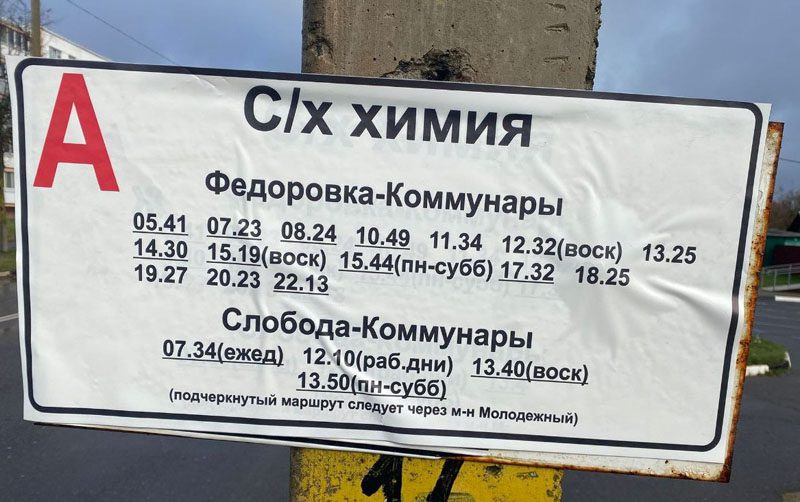 А
С/х химия
Федоровка-Коммунары
05.41 07.23 08.24 10.49 11.34 12.32(воск) 13.25
14.30 15.19(воск) 15.44(пн-субб) 17.32 18.25
19.27 20.23 22.13
Слобода-Коммунары
07.34(ежед) 12.10(раб.дни) 13.40(воск)
13.50(пн-субб)
(подчеркнутый маршрут следует через м-н Молодежный)